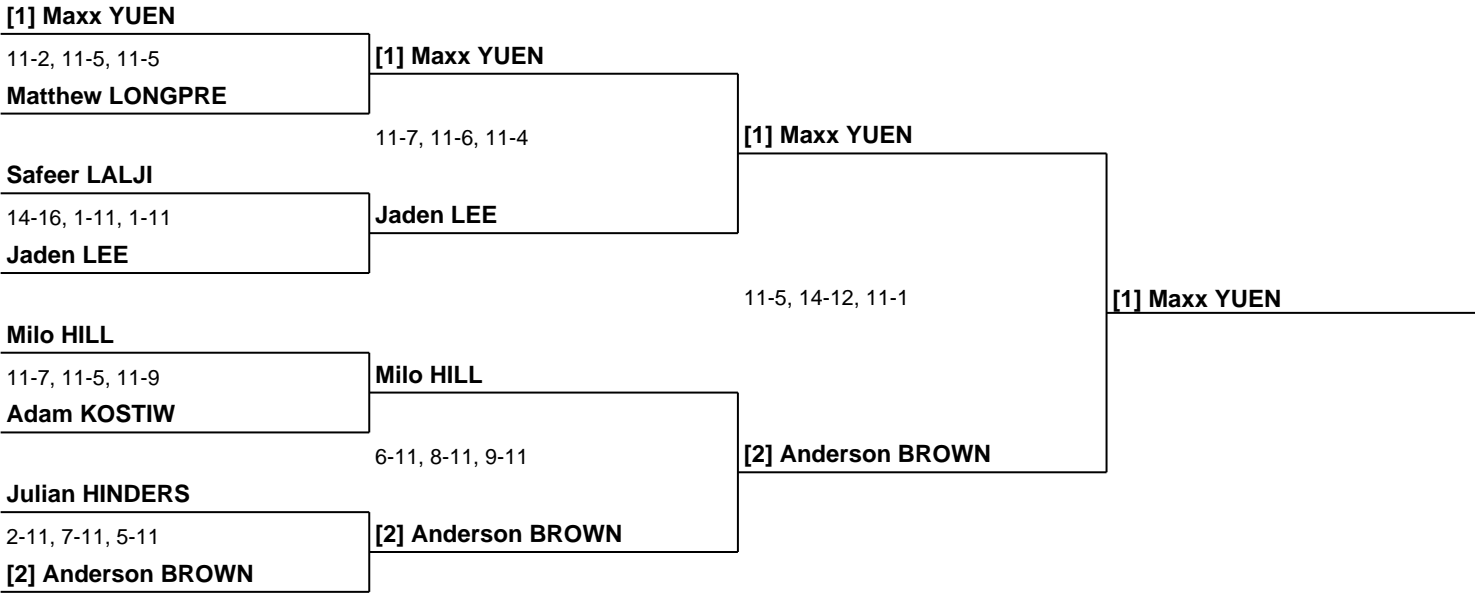 [1] Maxx YUEN
11-2, 11-5, 11-5
[1] Maxx YUEN
Matthew LONGPRE
11-7, 11-6, 11-4
[1] Maxx YUEN
Safeer LALJI
14-16, 1-11, 1-11
Jaden LEE
Jaden LEE
11-5, 14-12, 11-1
[1] Maxx YUEN
Milo HILL
11-7, 11-5, 11-9
Milo HILL
Adam KOSTIW
6-11, 8-11, 9-11
[2] Anderson BROWN
Julian HINDERS
2-11, 7-11, 5-11
[2] Anderson BROWN
[2] Anderson BROWN